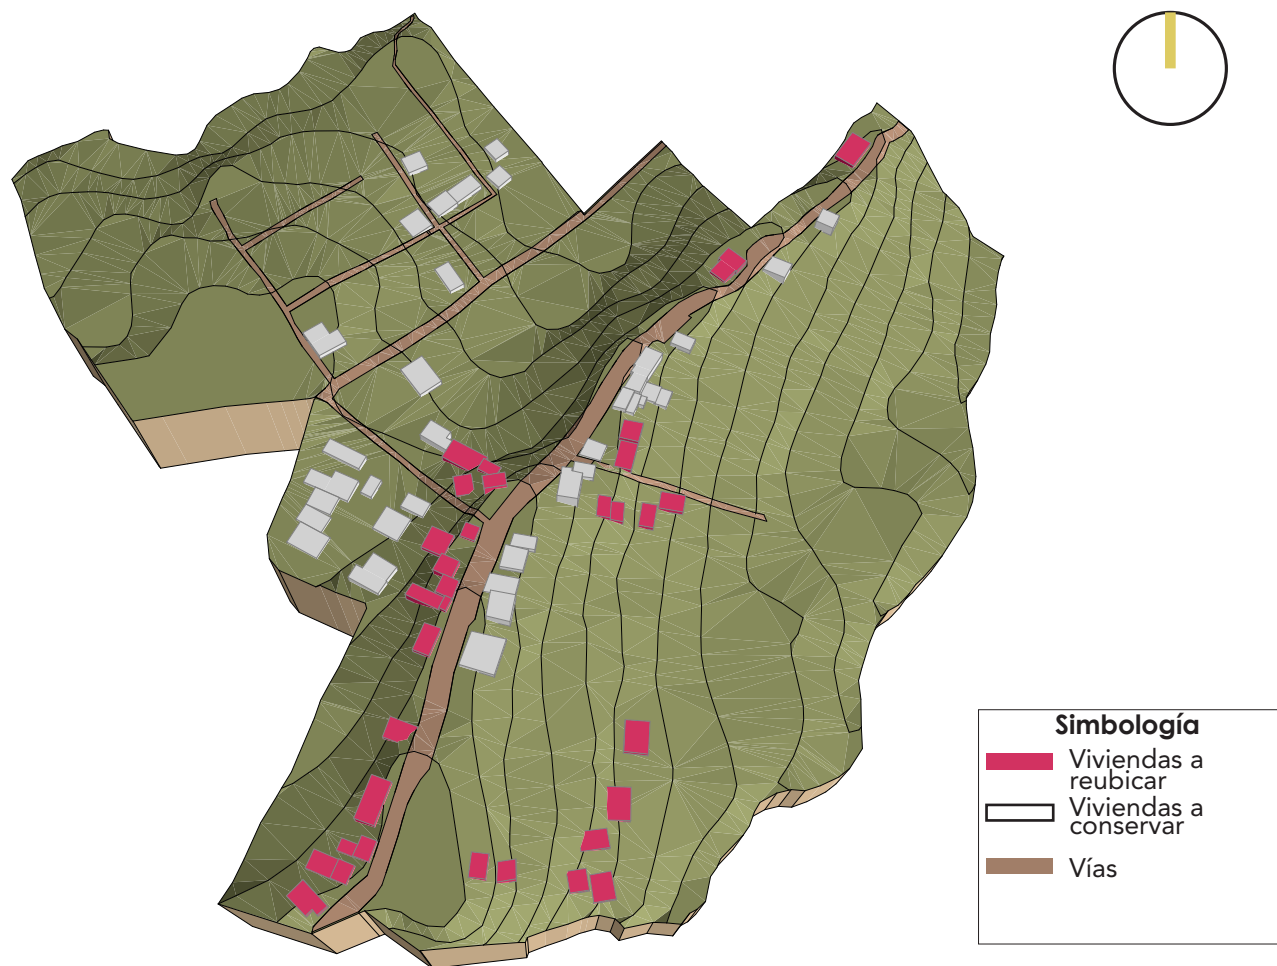 Simbología
Viviendas a
reubicar
Viviendas a
conservar
Vías